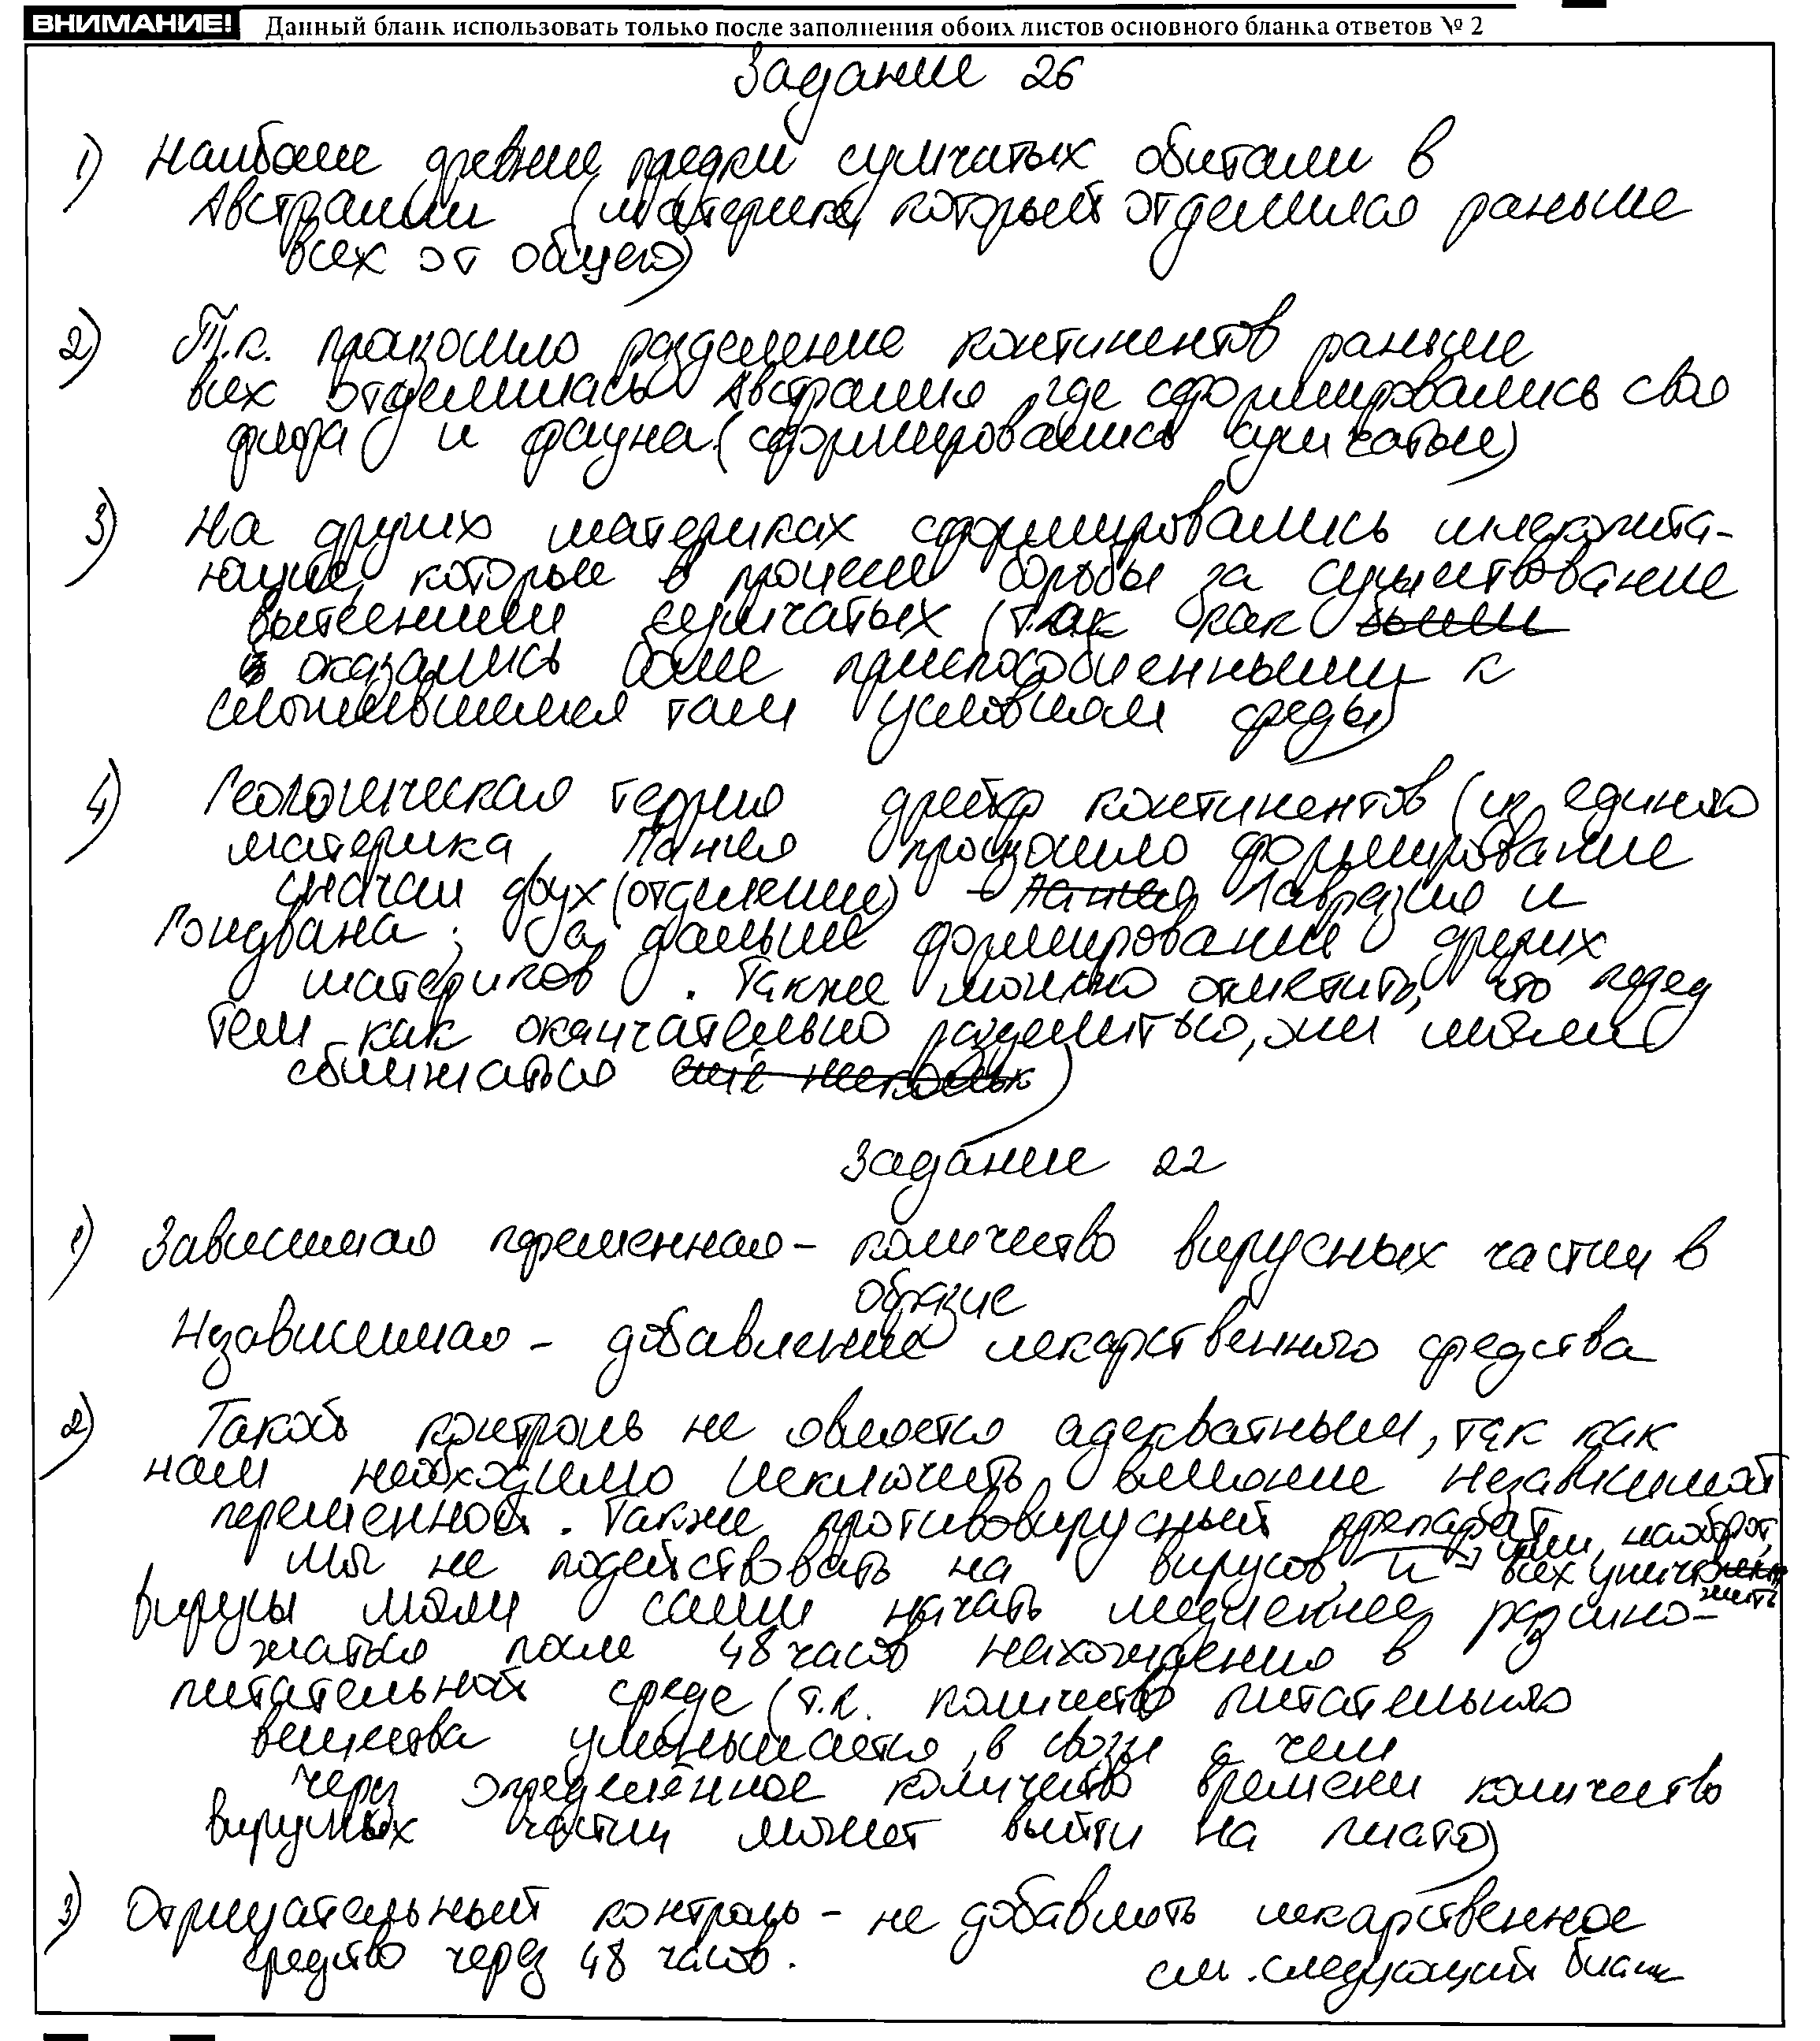 ВНИМАНИЕ! Данный бланк использовать только после заполнения обоих листов основного бланка ответов № 2
Задание 26
1) Наиболее древние предки сумчатых обитали в
Австралии (материке, который отделился раньше
всех от общего)
2) Т.к. произошло разделение континентов раньше
всех отделилась Австралия, где сформировались своя
флора и фауна (сформировались сумчатые)
3) На других материках сформировались млекопита-
ющие, которые в процессе борьбы за существование
вытеснили сумчатых (так как были
оказались более приспособленными к
сложившимся там условиям среды)
4) Геологическая теория дрейфа континентов (из единого
материка Пангея произошло формирование
сначала двух (отделение) - Пангея Лавразия и
Гондвана; а дальше формирование других
материков. Также можно отметить, что перед
тем как окончательно разделиться, они могли
сближаться ещё несколько)
Задание 22
1) Зависимая переменная - количество вирусных частиц в
образце
Независимая - добавление лекарственного средства
2) Такой контроль не является адекватным, так как
нам необходимо исключить влияние независимой
переменной. Также противовирусный препарат
мог не подействовать на вирусов, и или, наоборот, всех уничтожить
вирусы могли сами начать медленнее размно-
жаться после 48 часов нахождения в
питательной среде (т.к. количество питательного
вещества уменьшается, в связи с чем
через определённое количество времени количество
вирусных частиц может выйти на плато)
3) Отрицательный контроль - не добавлять лекарственное
средство через 48 часов.
см. следующий бланк